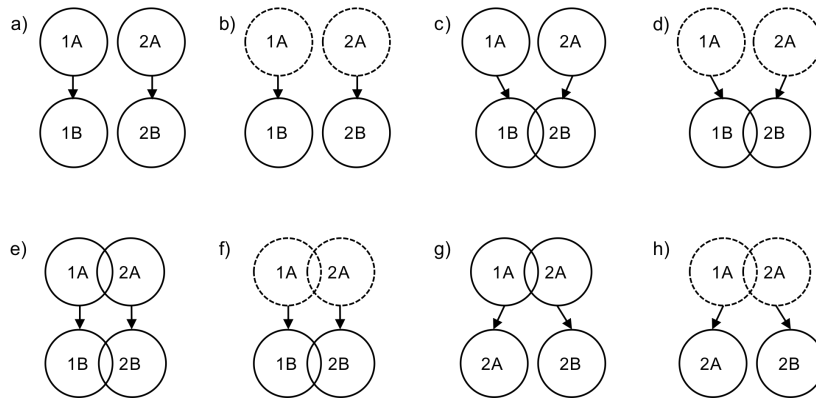 a) b) c) d)
1A 2A 1A 2A 1A 2A 1A 2A
1B 2B 1B 2B 1B 2B 1B 2B
e) f) g) h)
1A 2A 1A 2A 1A 2A 1A 2A
1B 2B 1B 2B 2A 2B 2A 2B